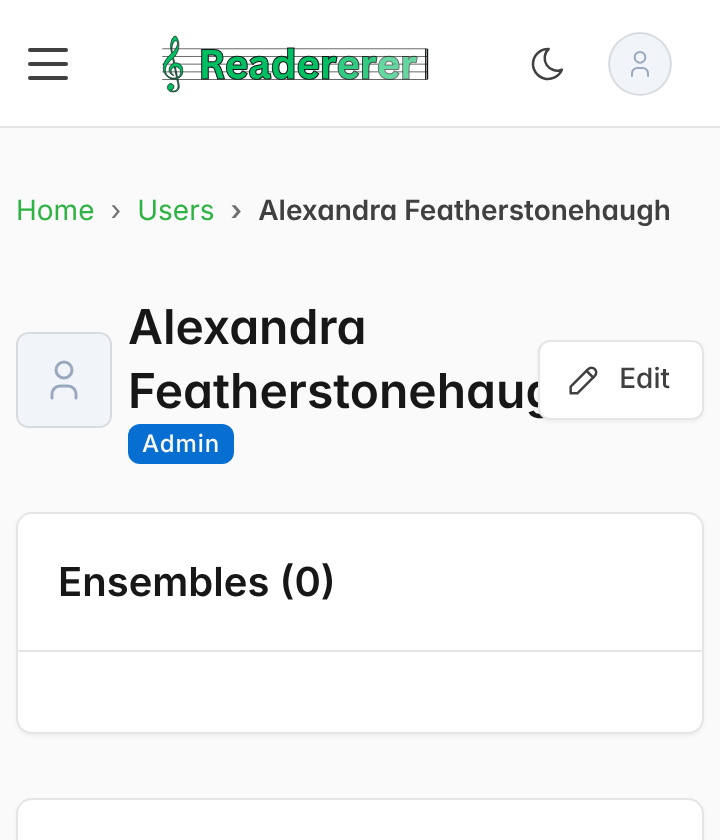 Readererer
Home › Users › Alexandra Featherstonehaugh
Alexandra
Featherstonehaug
Edit
Admin
Ensembles (0)